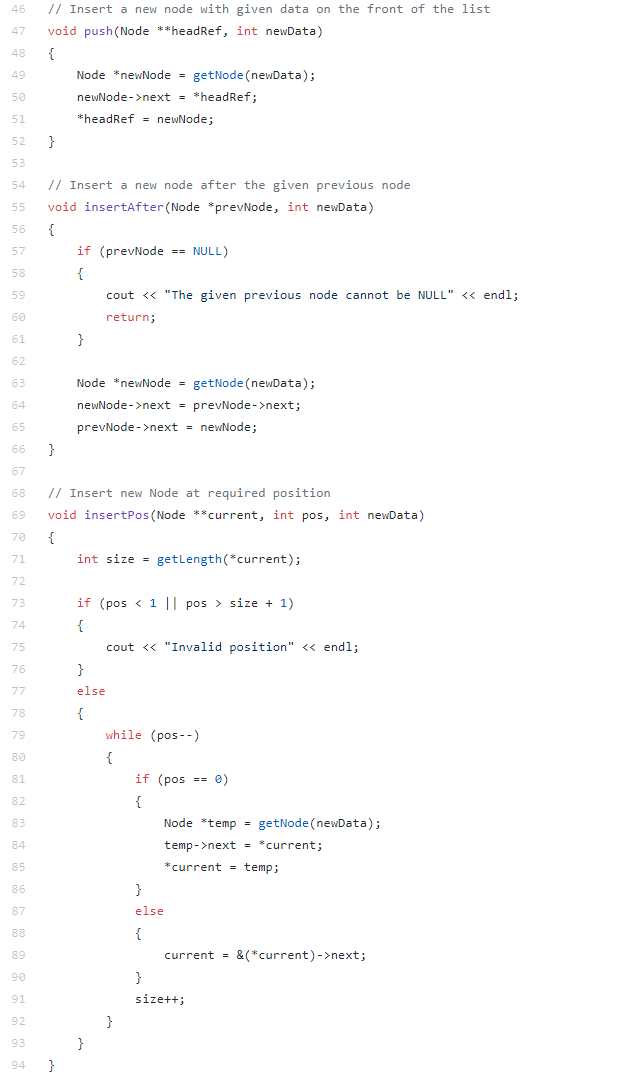 46 // Insert a new node with given data on the front of the list
47 void push(Node **headRef, int newData)
48 {
49     Node *newNode = getNode(newData);
50     newNode->next = *headRef;
51     *headRef = newNode;
52 }
53
54 // Insert a new node after the given previous node
55 void insertAfter(Node *prevNode, int newData)
56 {
57     if (prevNode == NULL)
58     {
59         cout << "The given previous node cannot be NULL" << endl;
60         return;
61     }
62
63     Node *newNode = getNode(newData);
64     newNode->next = prevNode->next;
65     prevNode->next = newNode;
66 }
67
68 // Insert new Node at required position
69 void insertPos(Node **current, int pos, int newData)
70 {
71     int size = getLength(*current);
72
73     if (pos < 1 || pos > size + 1)
74     {
75         cout << "Invalid position" << endl;
76     }
77     else
78     {
79         while (pos--)
80         {
81             if (pos == 0)
82             {
83                 Node *temp = getNode(newData);
84                 temp->next = *current;
85                 *current = temp;
86             }
87             else
88             {
89                 current = &(*current)->next;
90             }
91             size++;
92         }
93     }
94 }